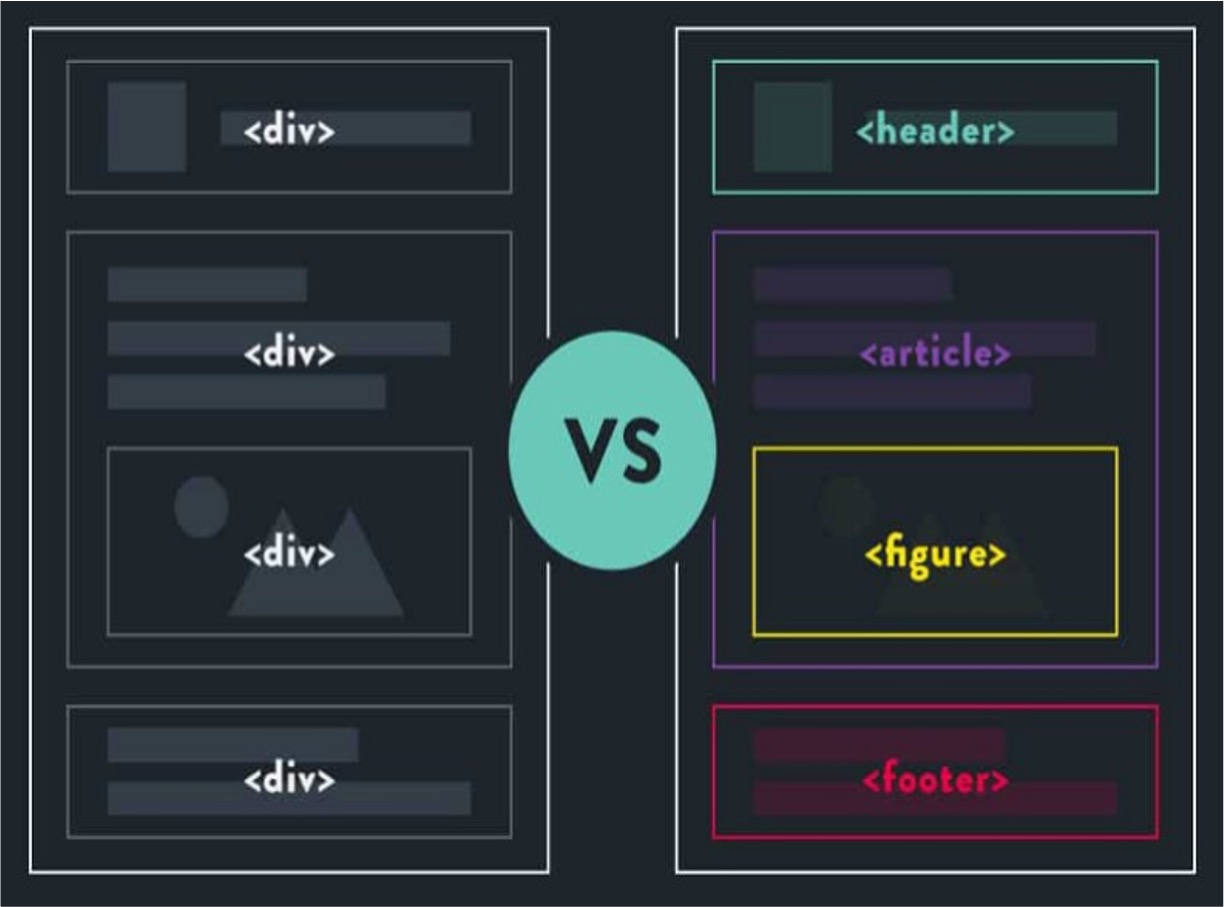 <div>
<div>
<div>
<div>
VS
<header>
<article>
<figure>
<footer>